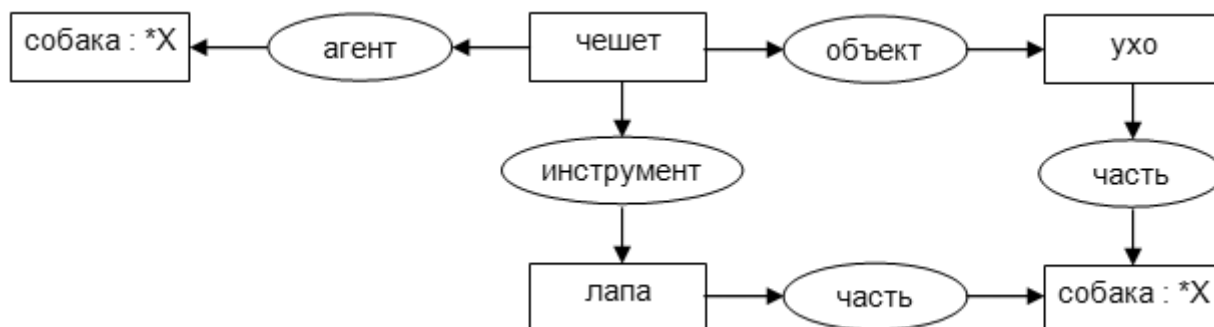 собака : *X
агент
чешет
объект
ухо
инструмент
часть
лапа
часть
собака : *X